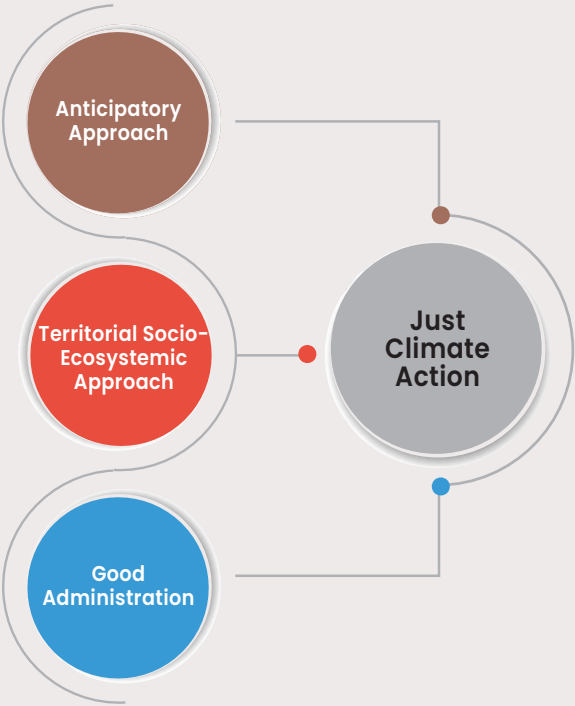 Anticipatory
Approach
Territorial Socio-
Ecosystemic
Approach
Just
Climate
Action
Good
Administration